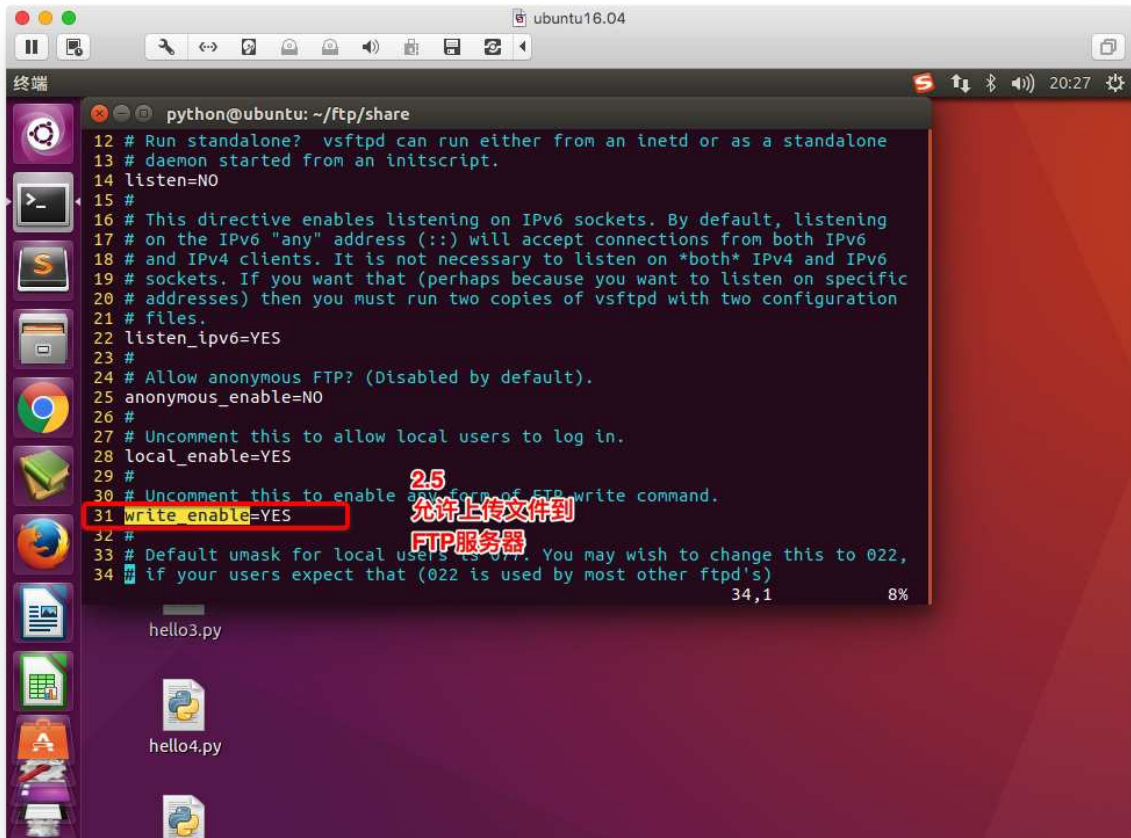 ubuntu16.04
终端
20:27
python@ubuntu: ~/ftp/share
12 # Run standalone?  vsftpd can run either from an inetd or as a standalone
13 # daemon started from an initscript.
14 listen=NO
15 #
16 # This directive enables listening on IPv6 sockets. By default, listening
17 # on the IPv6 "any" address (::) will accept connections from both IPv6
18 # and IPv4 clients. It is not necessary to listen on *both* IPv4 and IPv6
19 # sockets. If you want that (perhaps because you want to listen on specific
20 # addresses) then you must run two copies of vsftpd with two configuration
21 # files.
22 listen_ipv6=YES
23 #
24 # Allow anonymous FTP? (Disabled by default).
25 anonymous_enable=NO
26 #
27 # Uncomment this to allow local users to log in.
28 local_enable=YES
29 #
30 # Uncomment this to enable any form of FTP write command.
31 write_enable=YES
32 #
33 # Default umask for local users is 077. You may wish to change this to 022,
34 # if your users expect that (022 is used by most other ftpd's)
2.5
允许上传文件到
FTP服务器
34,1 8%
hello3.py
hello4.py